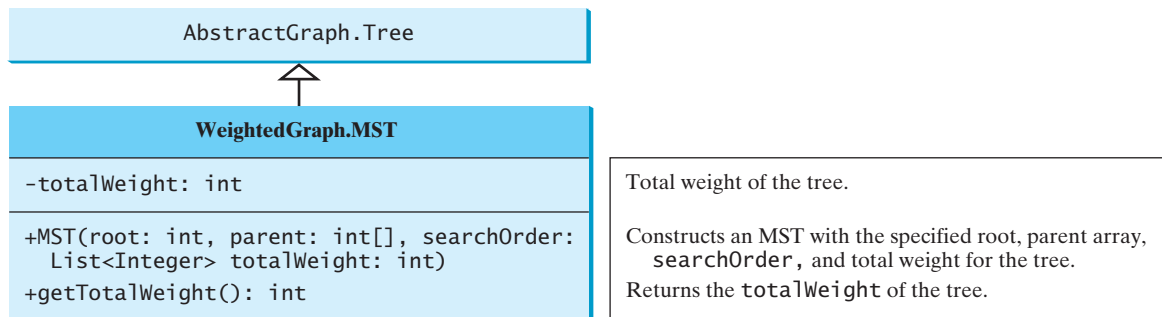 AbstractGraph.Tree
WeightedGraph.MST
-totalWeight: int
Total weight of the tree.
+MST(root: int, parent: int[], searchOrder:
List<Integer> totalWeight: int)
Constructs an MST with the specified root, parent array,
searchOrder, and total weight for the tree.
+getTotalWeight(): int
Returns the totalWeight of the tree.